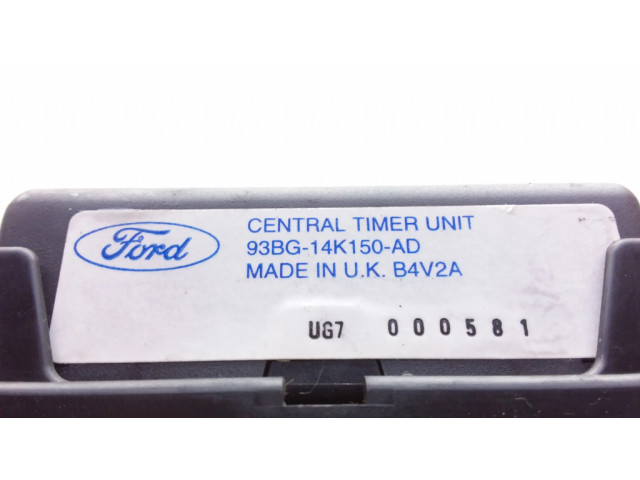 Ford
CENTRAL TIMER UNIT
93BG-14K150-AD
MADE IN U.K. B4V2A
UG7 000581